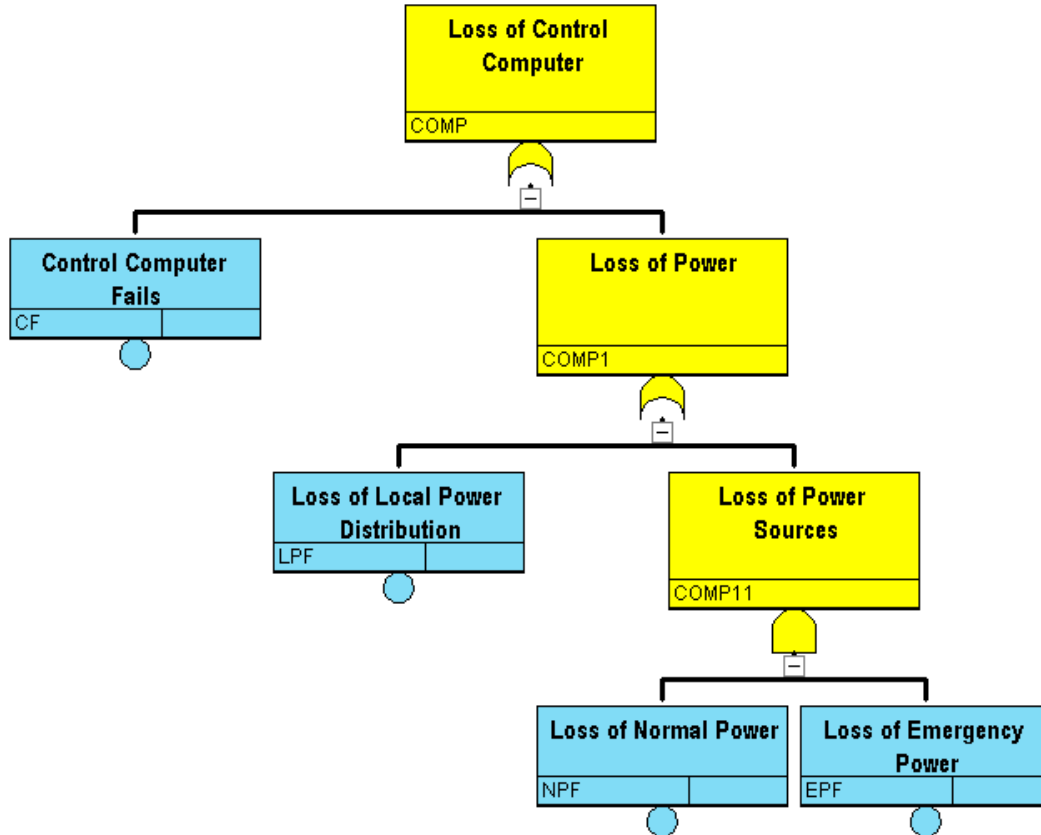 Loss of Control
Computer
COMP
Control Computer
Fails
CF
Loss of Power
COMP1
Loss of Local Power
Distribution
LPF
Loss of Power
Sources
COMP11
Loss of Normal Power
NPF
Loss of Emergency
Power
EPF